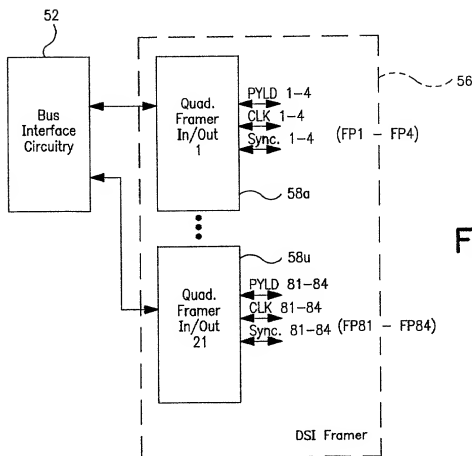 52
Bus
Interface
Circuitry
56
Quad.
Framer
In/Out
1
PYLD 1-4
CLK 1-4
Sync. 1-4
(FP1 - FP4)
58a
58u
Quad.
Framer
In/Out
21
PYLD 81-84
CLK 81-84
Sync. 81-84
(FP81 - FP84)
DSI Framer
F